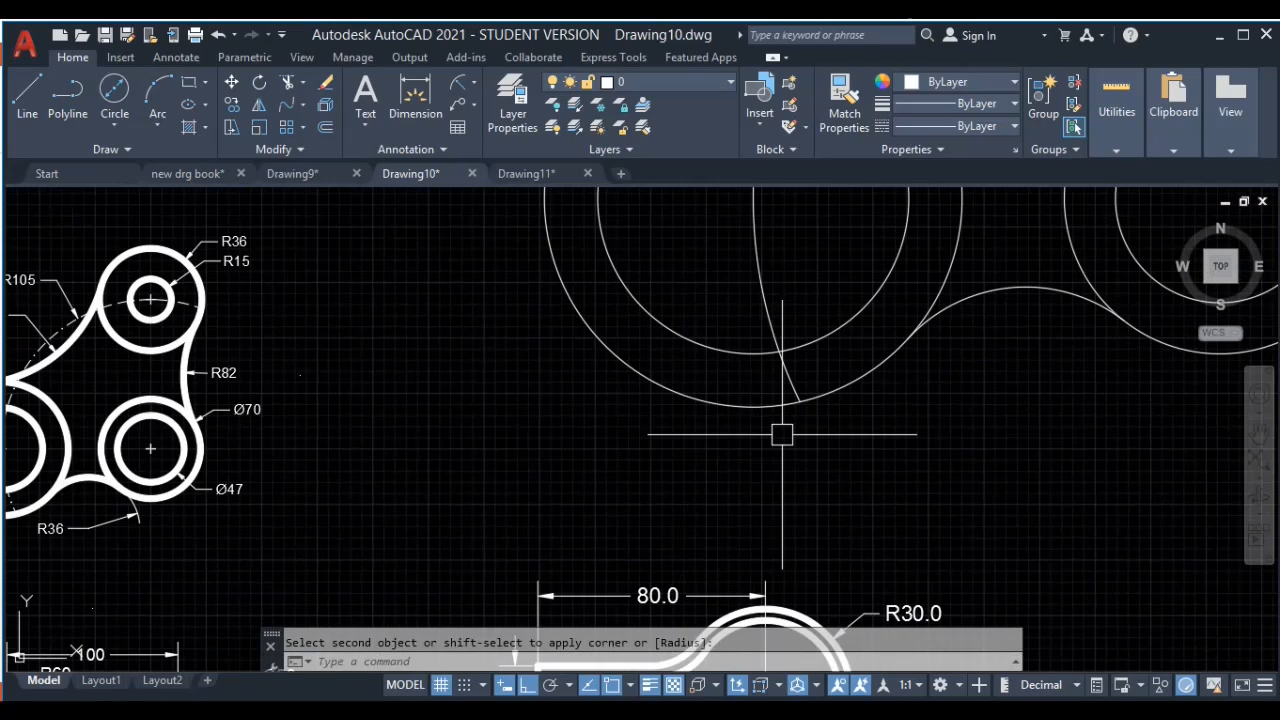 Autodesk AutoCAD 2021 - STUDENT VERSION Drawing10.dwg Type a keyword or phrase Sign In
Home Insert Annotate Parametric View Manage Output Add-ins Collaborate Express Tools Featured Apps
0 ByLayer
ByLayer
ByLayer
Line Polyline Circle Arc Text Dimension Layer Properties Insert Match Properties Group Utilities Clipboard View
Draw Modify Annotation Layers Block Properties Groups
Start new drg book* Drawing9* Drawing10* Drawing11*
N
W TOP E
S
WCS
R36
R15
R105
R82
Ø70
Ø47
R36
80.0
R30.0
Y
X
100
R60
Select second object or shift-select to apply corner or [Radius]:
Type a command
Model Layout1 Layout2 MODEL 1:1 Decimal